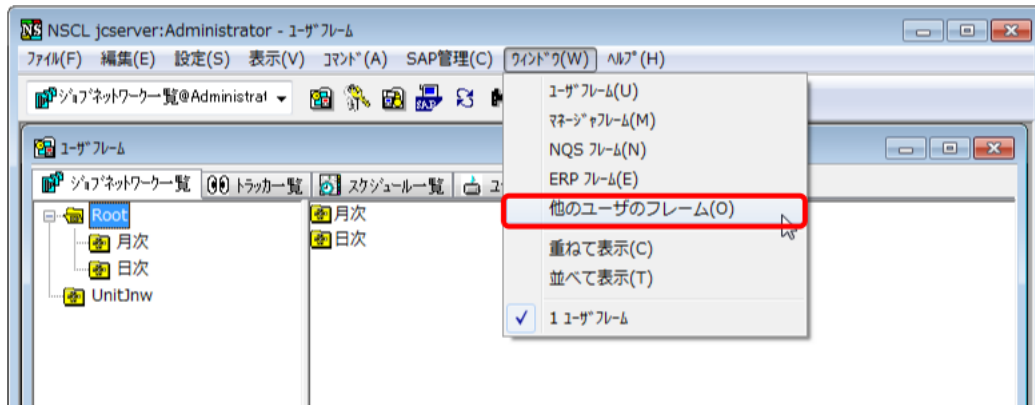 NSCL jcserver:Administrator - ﾕｰｻﾞﾌﾚｰﾑ
ﾌｧｲﾙ(F) 編集(E) 設定(S) 表示(V) ｺﾏﾝﾄﾞ(A) SAP管理(C) ｳｨﾝﾄﾞｳ(W) ﾍﾙﾌﾟ(H)
ｼﾞｮﾌﾞﾈｯﾄﾜｰｸ一覧@Administrat
SAP
ﾕｰｻﾞﾌﾚｰﾑ(U)
ﾏﾈｰｼﾞｬﾌﾚｰﾑ(M)
NQS ﾌﾚｰﾑ(N)
ERP ﾌﾚｰﾑ(E)
他のユーザのフレーム(O)
重ねて表示(C)
並べて表示(T)
1 ﾕｰｻﾞﾌﾚｰﾑ
ﾕｰｻﾞﾌﾚｰﾑ
ｼﾞｮﾌﾞﾈｯﾄﾜｰｸ一覧 ﾄﾗｯｶ一覧 ｽｹｼﾞｭｰﾙ一覧
Root
月次
日次
UnitJnw
月次
日次